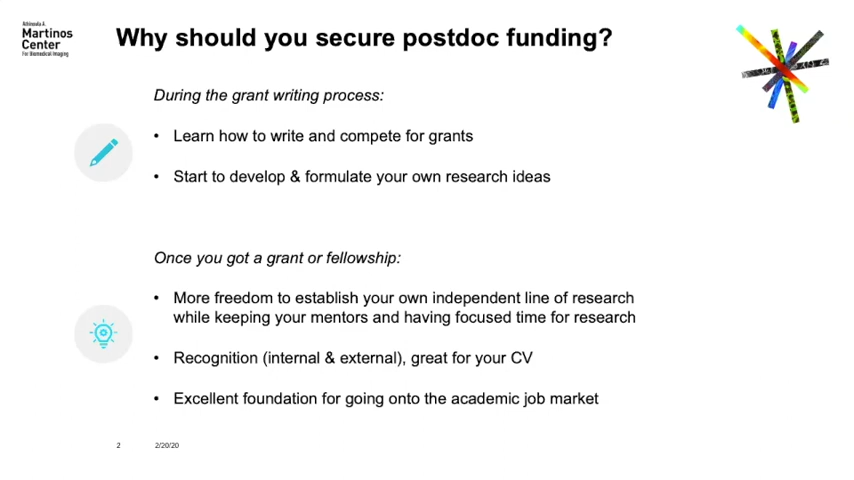 Athinoula A.
Martinos
Center
For Biomedical Imaging
Why should you secure postdoc funding?
During the grant writing process:
• Learn how to write and compete for grants
• Start to develop & formulate your own research ideas
Once you got a grant or fellowship:
• More freedom to establish your own independent line of research
while keeping your mentors and having focused time for research
• Recognition (internal & external), great for your CV
• Excellent foundation for going onto the academic job market
2 2/20/20